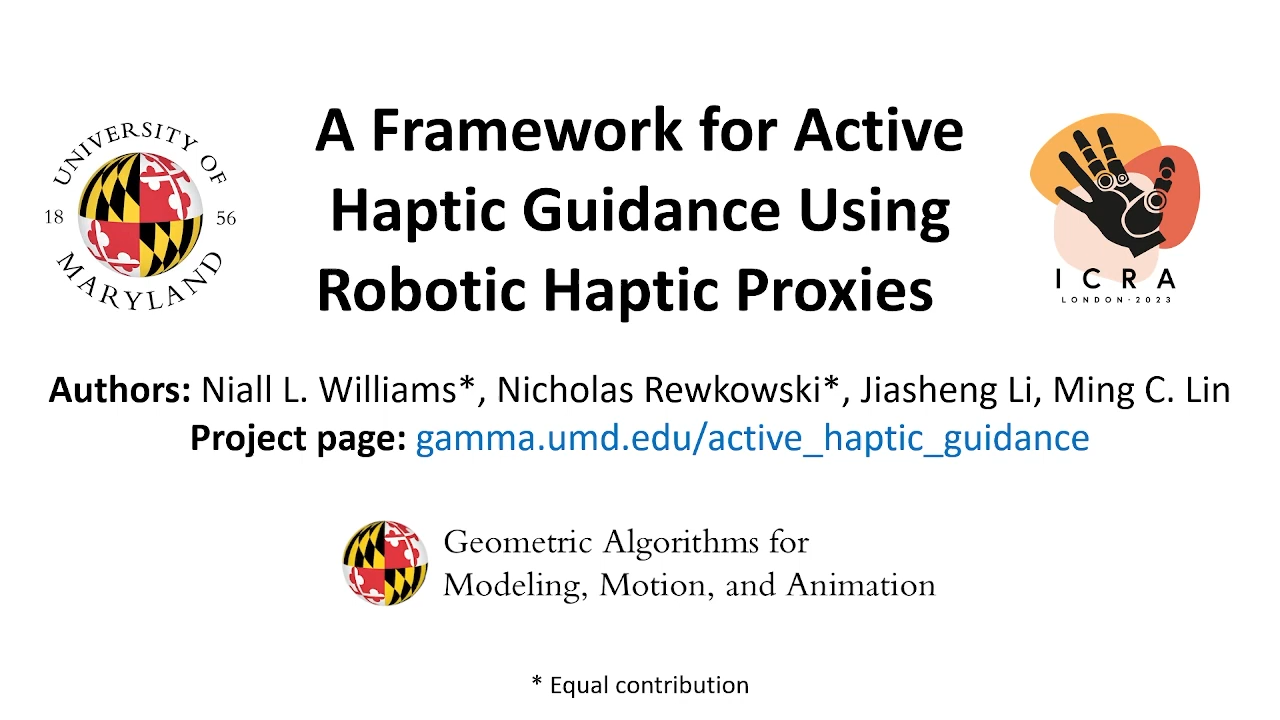 UNIVERSITY OF
18 56
MARYLAND
A Framework for Active
Haptic Guidance Using
Robotic Haptic Proxies
ICRA
LONDON·2023
Authors: Niall L. Williams*, Nicholas Rewkowski*, Jiasheng Li, Ming C. Lin
Project page: gamma.umd.edu/active_haptic_guidance
Geometric Algorithms for
Modeling, Motion, and Animation
* Equal contribution